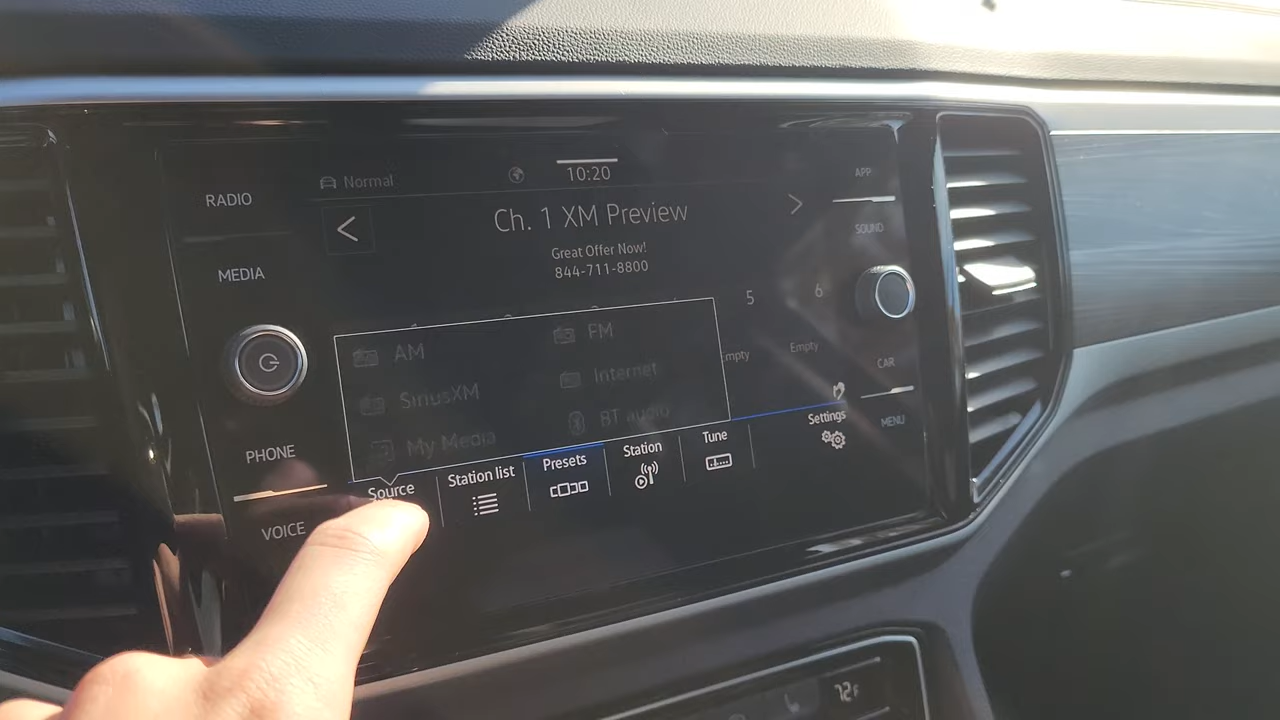 Normal
10:20
APP
RADIO
Ch. 1 XM Preview
SOUND
Great Offer Now!
844-711-8800
MEDIA
5
6
AM
FM
Empty
Empty
SiriusXM
Internet
CAR
My Media
BT audio
PHONE
Source
Station list
Presets
Station
Tune
Settings
MENU
VOICE
72°F